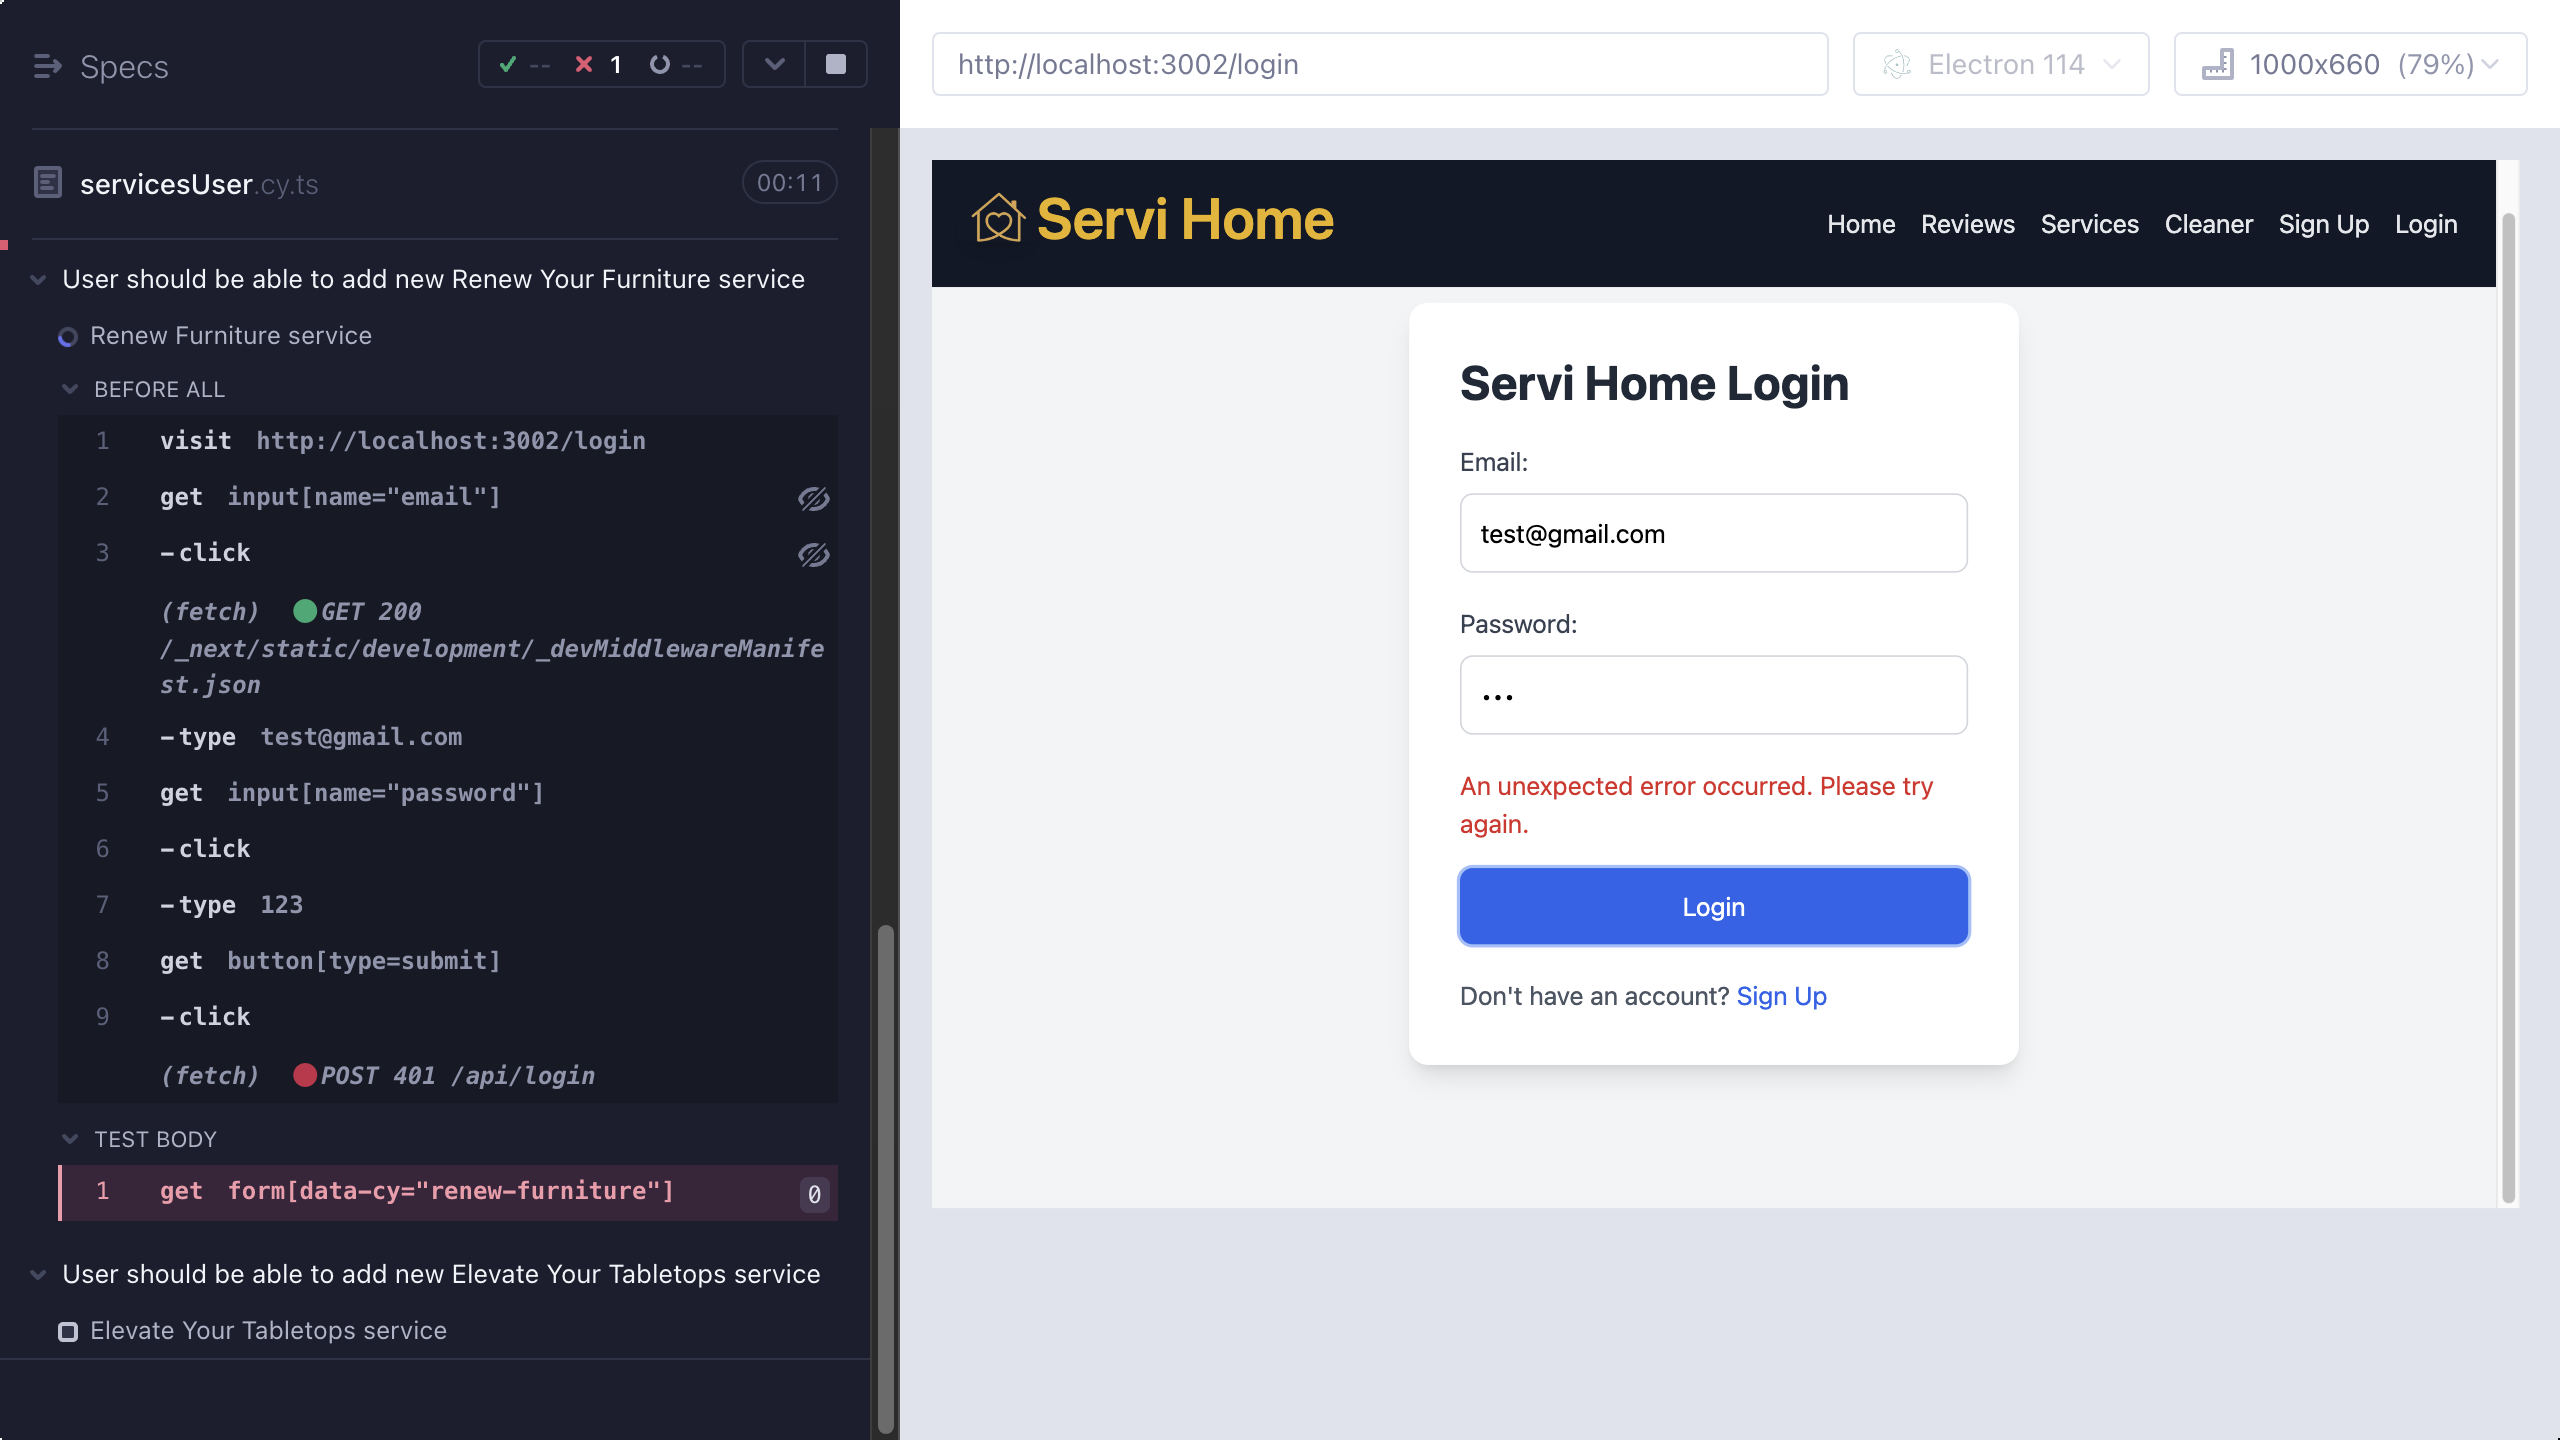 Specs
-- 1 --
servicesUser.cy.ts 00:11
User should be able to add new Renew Your Furniture service
Renew Furniture service
BEFORE ALL
1 visit http://localhost:3002/login
2 get input[name="email"]
3 -click
(fetch) GET 200
/_next/static/development/_devMiddlewareManife
st.json
4 -type test@gmail.com
5 get input[name="password"]
6 -click
7 -type 123
8 get button[type=submit]
9 -click
(fetch) POST 401 /api/login
TEST BODY
1 get form[data-cy="renew-furniture"] 0
User should be able to add new Elevate Your Tabletops service
Elevate Your Tabletops service
http://localhost:3002/login
Electron 114
1000x660 (79%)
Servi Home
Home Reviews Services Cleaner Sign Up Login
Servi Home Login
Email:
test@gmail.com
Password:
•••
An unexpected error occurred. Please try
again.
Login
Don't have an account? Sign Up